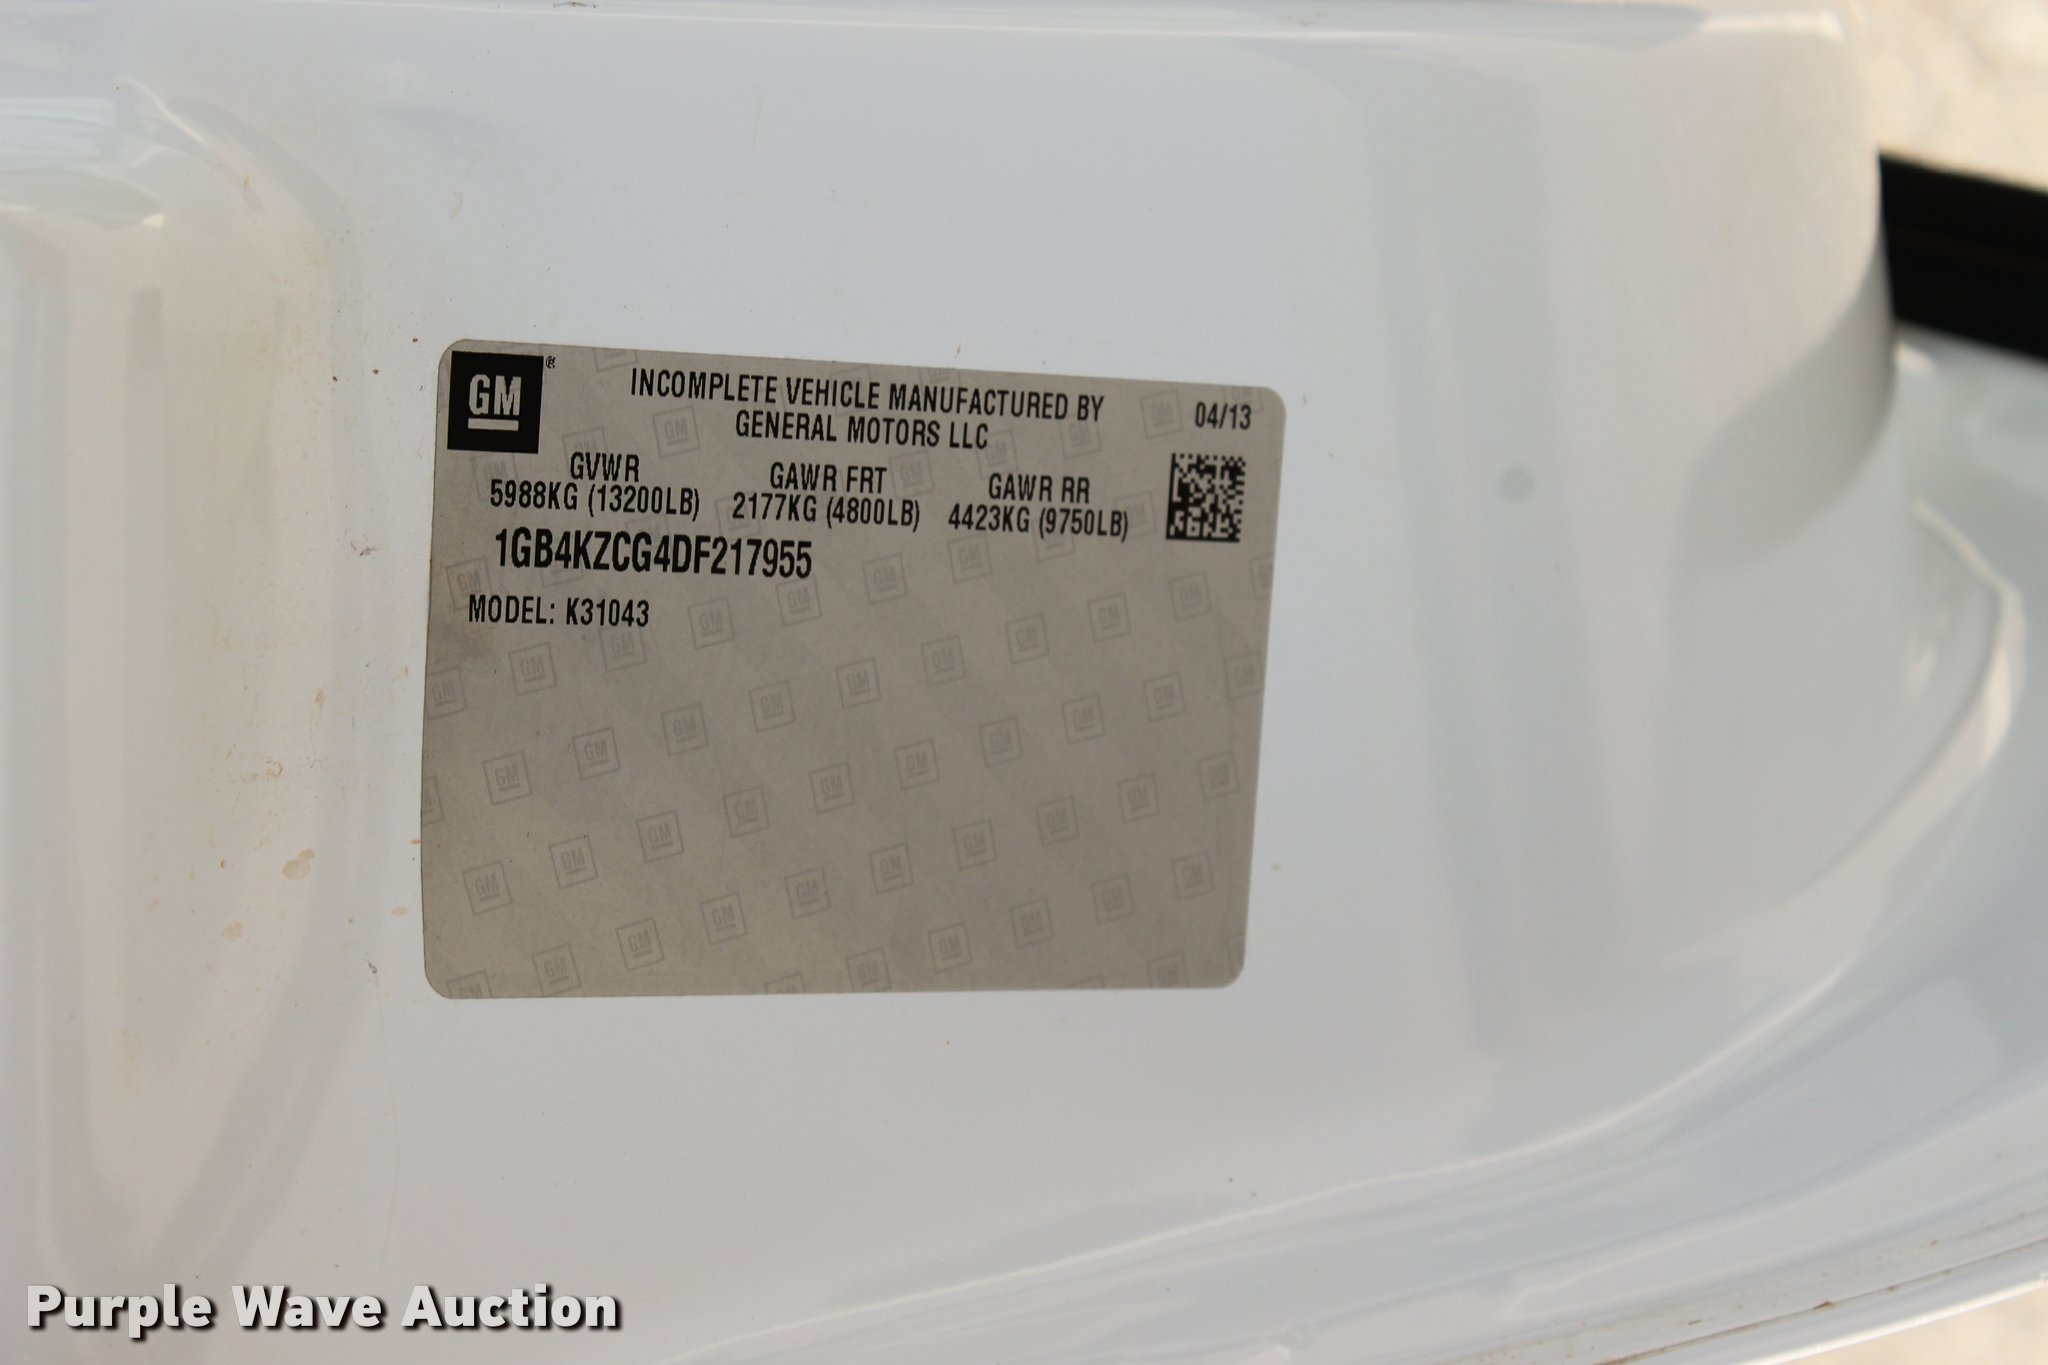 GM®
INCOMPLETE VEHICLE MANUFACTURED BY
GENERAL MOTORS LLC
04/13
GVWR
5988KG (13200LB)
GAWR FRT
2177KG (4800LB)
GAWR RR
4423KG (9750LB)
1GB4KZCG4DF217955
MODEL: K31043
Purple Wave Auction